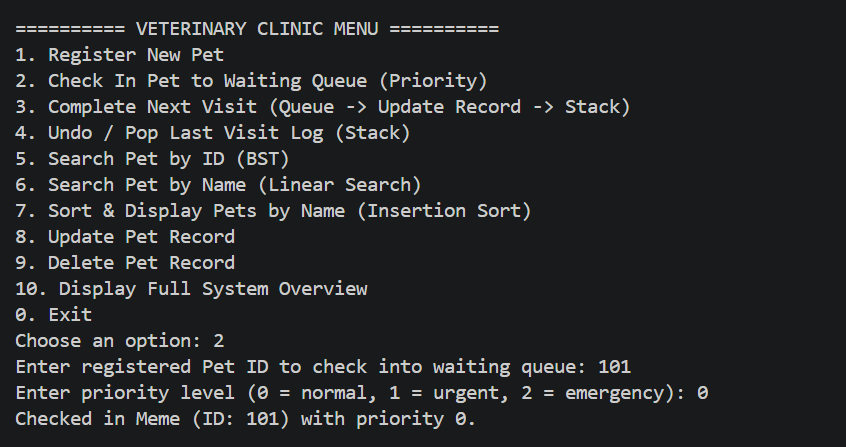 ========== VETERINARY CLINIC MENU ==========
1. Register New Pet
2. Check In Pet to Waiting Queue (Priority)
3. Complete Next Visit (Queue -> Update Record -> Stack)
4. Undo / Pop Last Visit Log (Stack)
5. Search Pet by ID (BST)
6. Search Pet by Name (Linear Search)
7. Sort & Display Pets by Name (Insertion Sort)
8. Update Pet Record
9. Delete Pet Record
10. Display Full System Overview
0. Exit
Choose an option: 2
Enter registered Pet ID to check into waiting queue: 101
Enter priority level (0 = normal, 1 = urgent, 2 = emergency): 0
Checked in Meme (ID: 101) with priority 0.